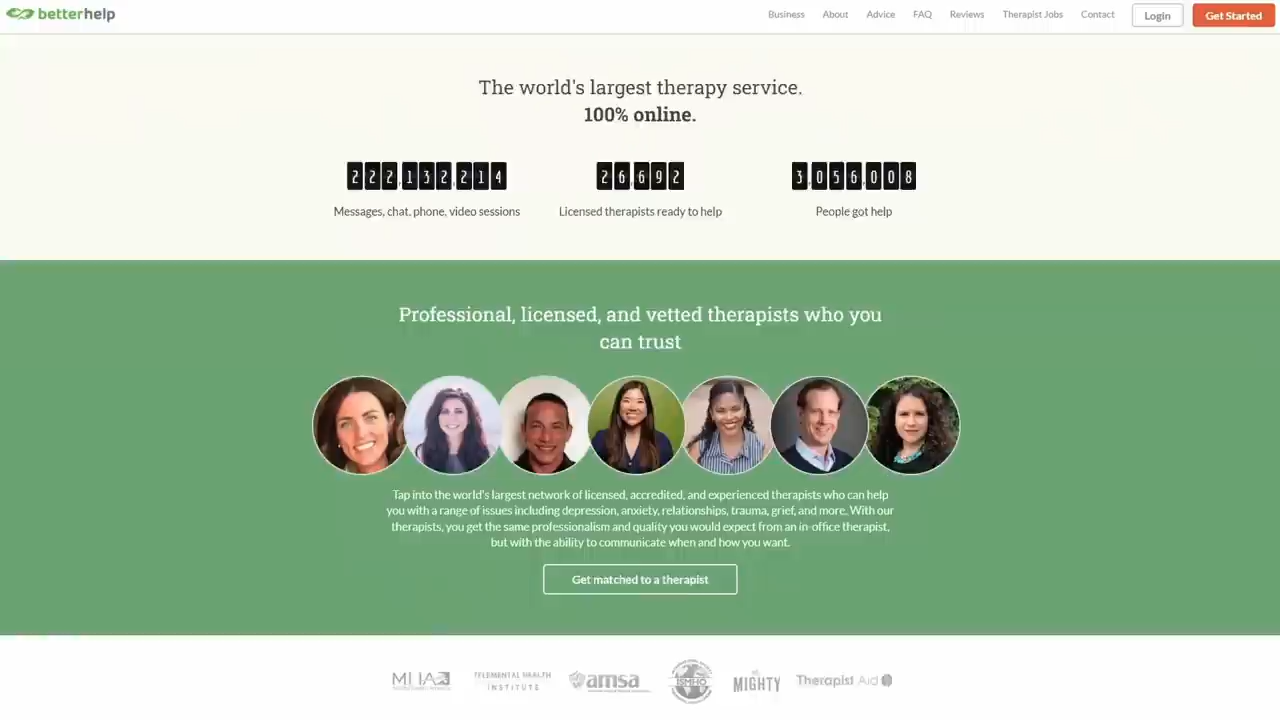 betterhelp
Business About Advice FAQ Reviews Therapist Jobs Contact Login Get Started
The world's largest therapy service.
100% online.
222,132,214 26,692 3,056,008
Messages, chat, phone, video sessions Licensed therapists ready to help People got help
Professional, licensed, and vetted therapists who you
can trust
Tap into the world's largest network of licensed, accredited, and experienced therapists who can help
you with a range of issues including depression, anxiety, relationships, trauma, grief, and more. With our
therapists, you get the same professionalism and quality you would expect from an in-office therapist,
but with the ability to communicate when and how you want.
Get matched to a therapist
TELEMENTAL HEALTH
INSTITUTE
amsa
ISMHO
MIGHTY
Therapist Aid